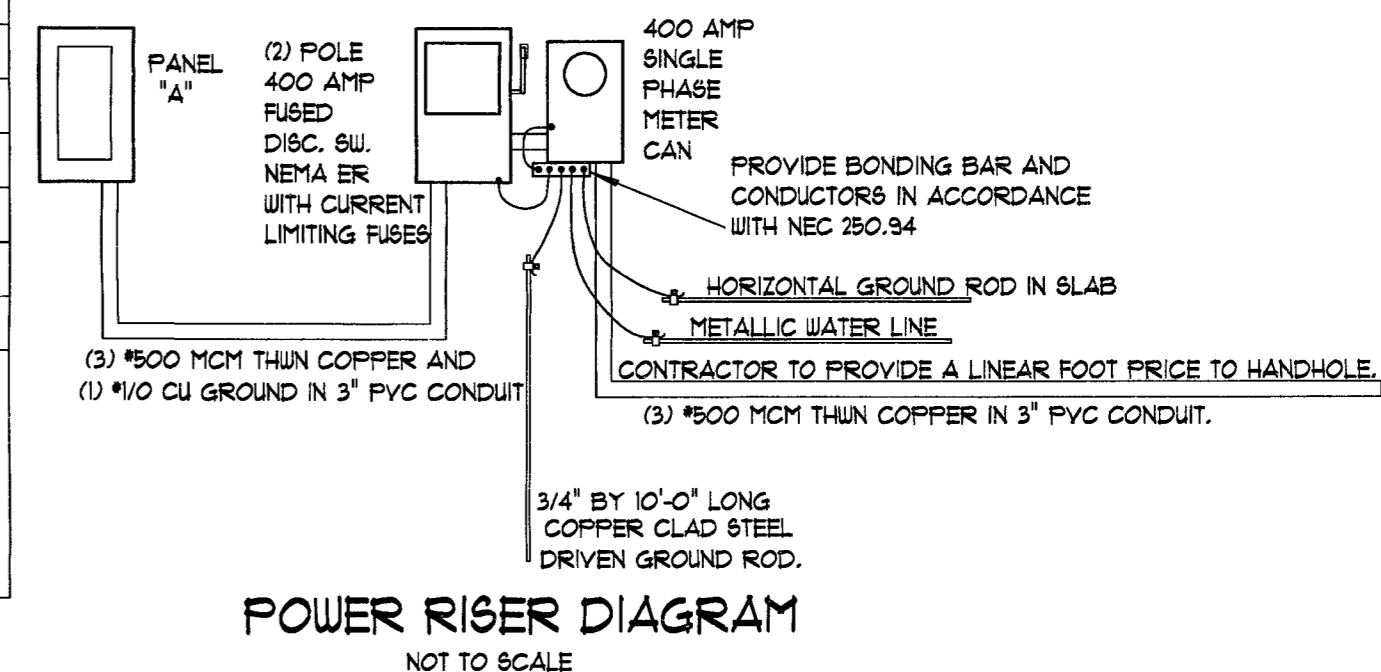 PANEL
"A"
(2) POLE
400 AMP
FUSED
DISC. SW.
NEMA ER
WITH CURRENT
LIMITING FUSES
400 AMP
SINGLE
PHASE
METER
CAN
PROVIDE BONDING BAR AND
CONDUCTORS IN ACCORDANCE
WITH NEC 250.94
HORIZONTAL GROUND ROD IN SLAB
METALLIC WATER LINE
CONTRACTOR TO PROVIDE A LINEAR FOOT PRICE TO HANDHOLE.
(3) #500 MCM THWN COPPER IN 3" PVC CONDUIT.
(3) #500 MCM THWN COPPER AND
(1) #1/0 CU GROUND IN 3" PVC CONDUIT
3/4" BY 10'-0" LONG
COPPER CLAD STEEL
DRIVEN GROUND ROD.
POWER RISER DIAGRAM
NOT TO SCALE